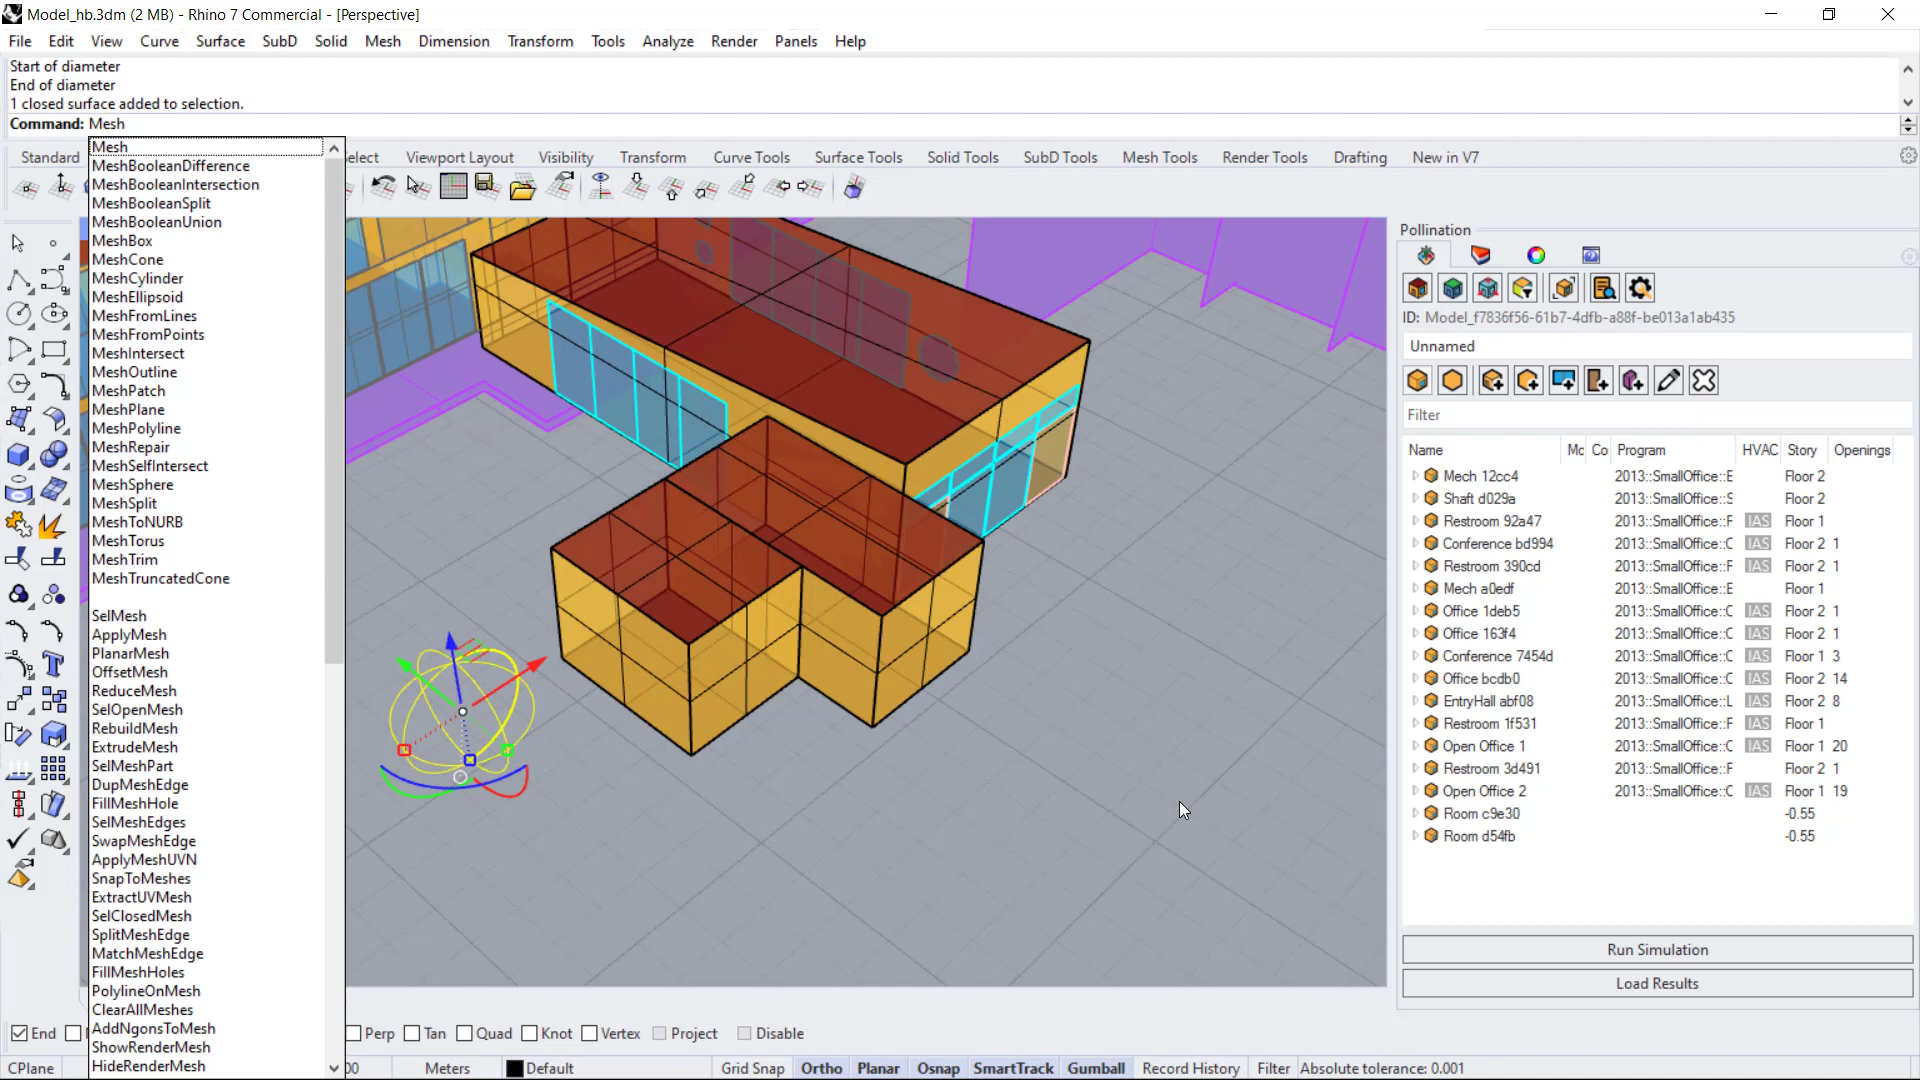 Model_hb.3dm (2 MB) - Rhino 7 Commercial - [Perspective]
File Edit View Curve Surface SubD Solid Mesh Dimension Transform Tools Analyze Render Panels Help
Start of diameter
End of diameter
1 closed surface added to selection.
Command: Mesh
Standard
elect Viewport Layout Visibility Transform Curve Tools Surface Tools Solid Tools SubD Tools Mesh Tools Render Tools Drafting New in V7
Mesh
MeshBooleanDifference
MeshBooleanIntersection
MeshBooleanSplit
MeshBooleanUnion
MeshBox
MeshCone
MeshCylinder
MeshEllipsoid
MeshFromLines
MeshFromPoints
MeshIntersect
MeshOutline
MeshPatch
MeshPlane
MeshPolyline
MeshRepair
MeshSelfIntersect
MeshSphere
MeshSplit
MeshToNURB
MeshTorus
MeshTrim
MeshTruncatedCone
SelMesh
ApplyMesh
PlanarMesh
OffsetMesh
ReduceMesh
SelOpenMesh
RebuildMesh
ExtrudeMesh
SelMeshPart
DupMeshEdge
FillMeshHole
SelMeshEdges
SwapMeshEdge
ApplyMeshUVN
SnapToMeshes
ExtractUVMesh
SelClosedMesh
SplitMeshEdge
MatchMeshEdge
FillMeshHoles
PolylineOnMesh
ClearAllMeshes
AddNgonsToMesh
ShowRenderMesh
HideRenderMesh
Pollination
ID: Model_f7836f56-61b7-4dfb-a88f-be013a1ab435
Unnamed
Filter
Name Mc Co Program HVAC Story Openings
Mech 12cc4 2013::SmallOffice::E Floor 2
Shaft d029a 2013::SmallOffice::S Floor 2
Restroom 92a47 2013::SmallOffice::F IAS Floor 1
Conference bd994 2013::SmallOffice::C IAS Floor 2 1
Restroom 390cd 2013::SmallOffice::F IAS Floor 2 1
Mech a0edf 2013::SmallOffice::E Floor 1
Office 1deb5 2013::SmallOffice::C IAS Floor 2 1
Office 163f4 2013::SmallOffice::C IAS Floor 2 1
Conference 7454d 2013::SmallOffice::C IAS Floor 1 3
Office bcdb0 2013::SmallOffice::C IAS Floor 2 14
EntryHall abf08 2013::SmallOffice::L IAS Floor 2 8
Restroom 1f531 2013::SmallOffice::F IAS Floor 1
Open Office 1 2013::SmallOffice::C IAS Floor 1 20
Restroom 3d491 2013::SmallOffice::F Floor 2 1
Open Office 2 2013::SmallOffice::C IAS Floor 1 19
Room c9e30 -0.55
Room d54fb -0.55
Run Simulation
Load Results
End Perp Tan Quad Knot Vertex Project Disable
CPlane 00 Meters Default Grid Snap Ortho Planar Osnap SmartTrack Gumball Record History Filter Absolute tolerance: 0.001